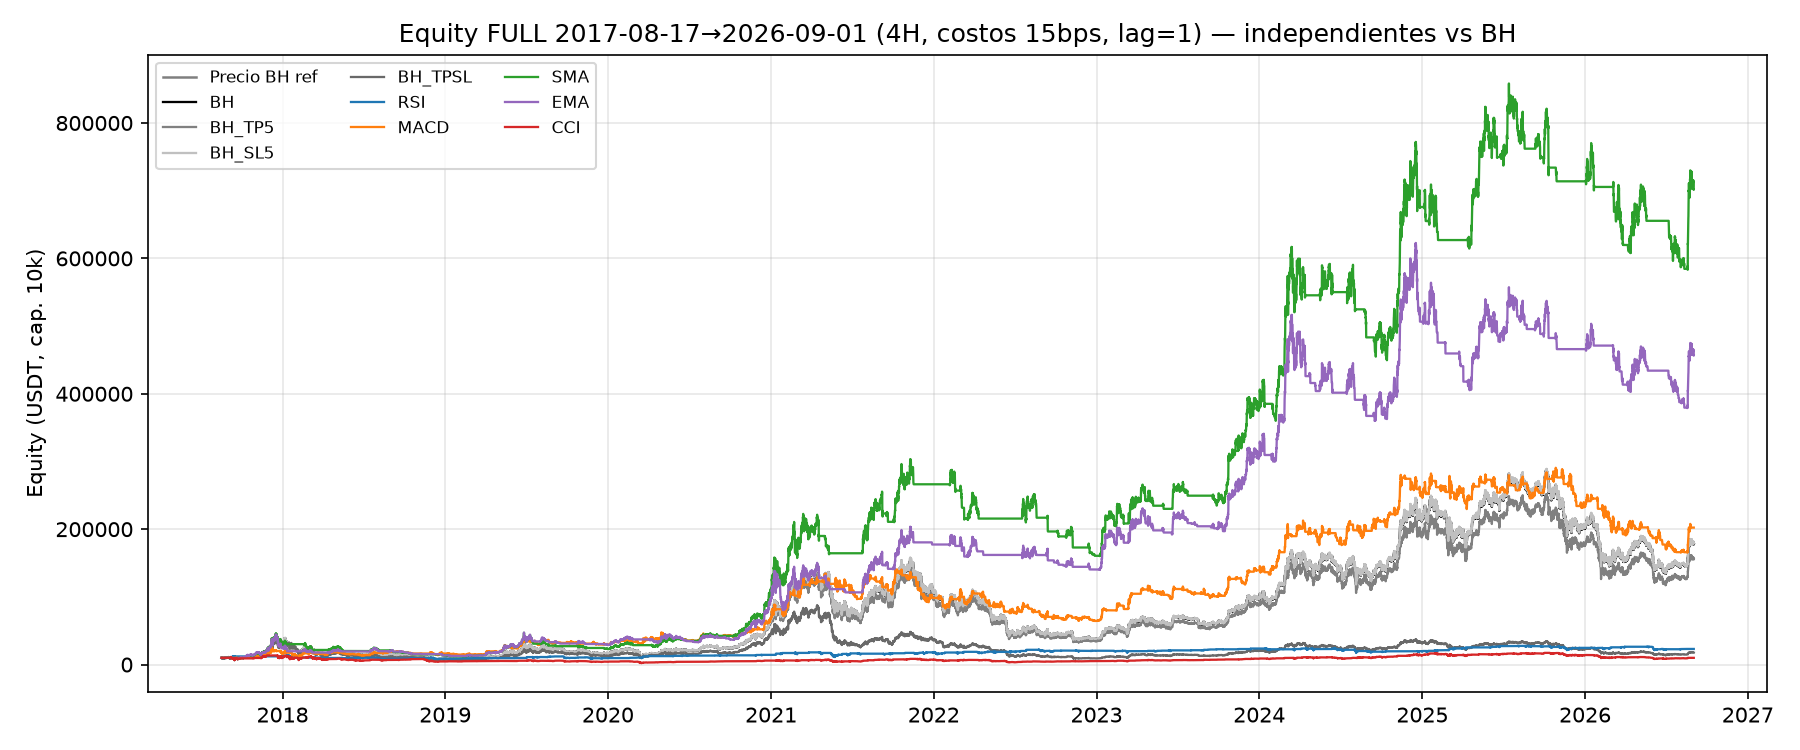 Equity FULL 2017-08-17→2026-09-01 (4H, costos 15bps, lag=1) — independientes vs BH
Precio BH ref
BH
BH_TP5
BH_SL5
BH_TPSL
RSI
MACD
SMA
EMA
CCI
Equity (USDT, cap. 10k)
800000
600000
400000
200000
0
2018 2019 2020 2021 2022 2023 2024 2025 2026 2027